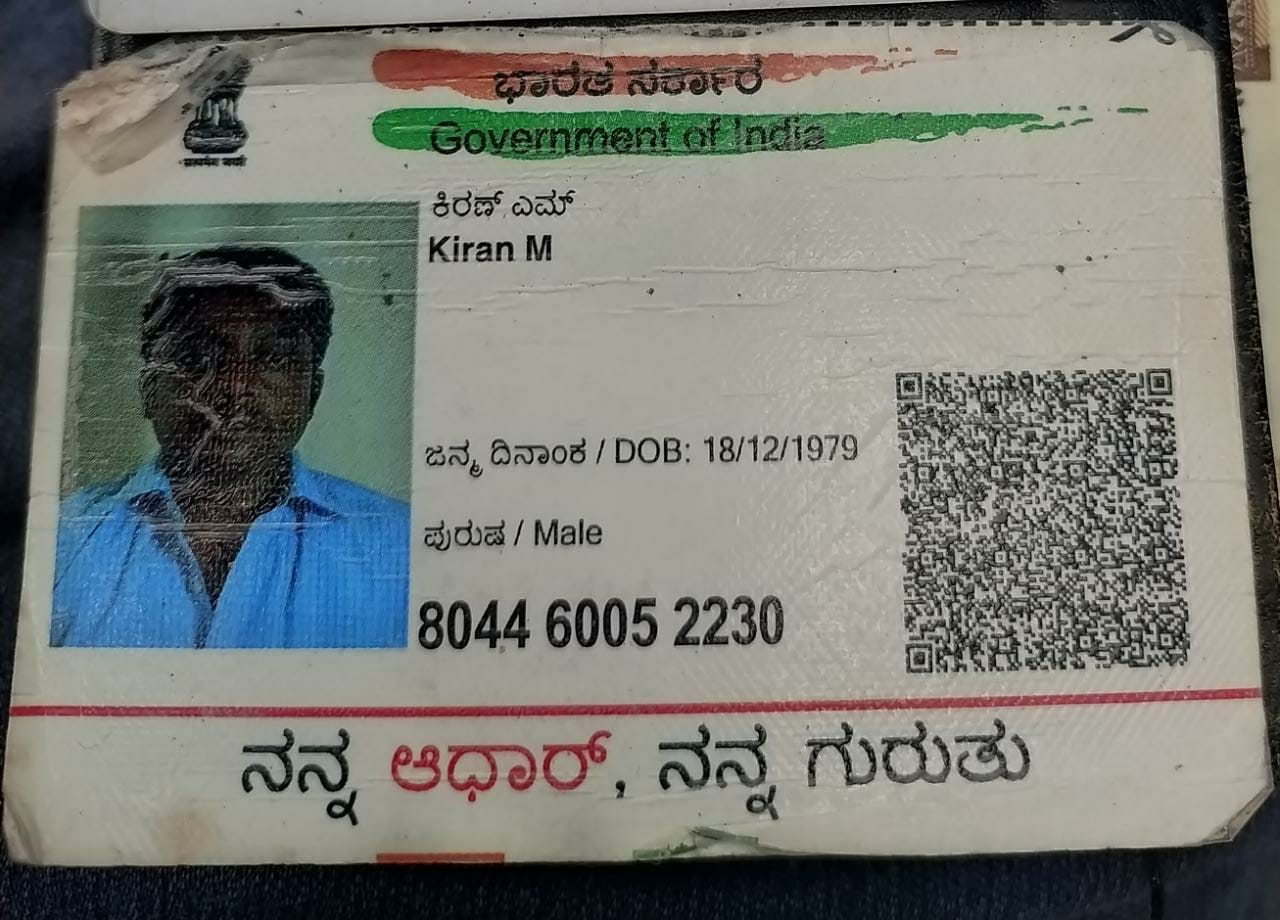 ಭಾರತ ಸರ್ಕಾರ
Government of India
ಕಿರಣ್ ಎಮ್
Kiran M
ಜನ್ಮ ದಿನಾಂಕ / DOB: 18/12/1979
ಪುರುಷ / Male
8044 6005 2230
ನನ್ನ ಆಧಾರ್, ನನ್ನ ಗುರುತು